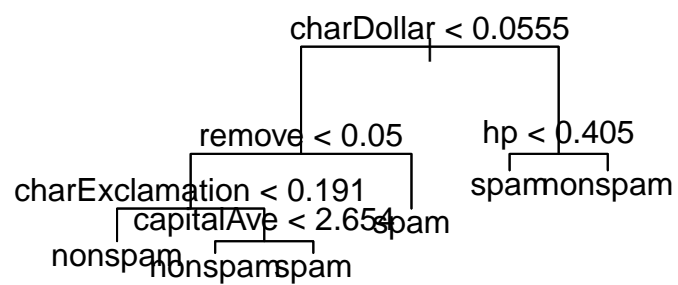 charDollar < 0.0555
remove < 0.05
hp < 0.405
charExclamation < 0.191
spam
nonspam
capitalAve < 2.654
spam
nonspam
nonspam
spam